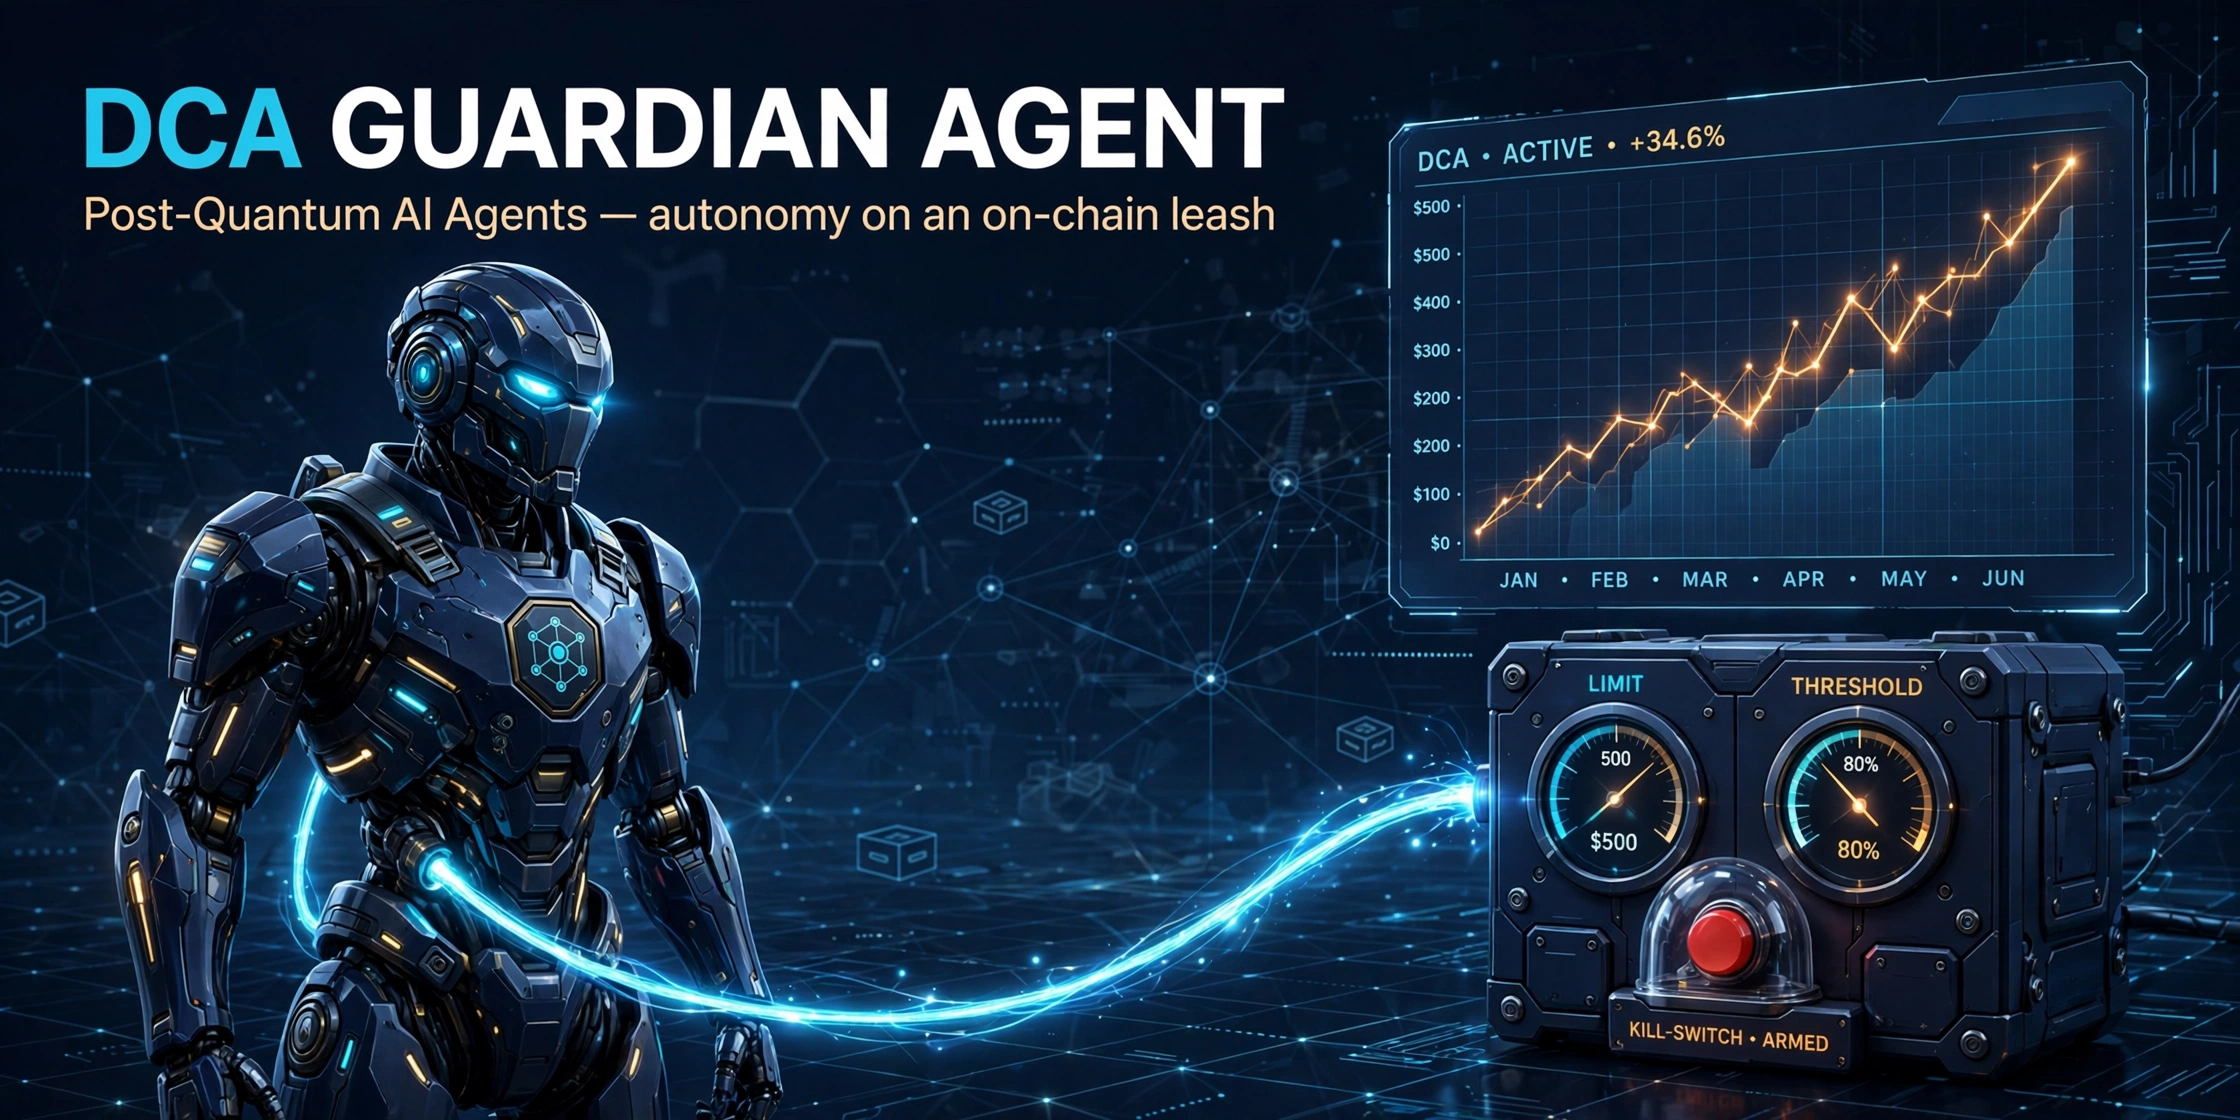 DCA GUARDIAN AGENT
Post-Quantum AI Agents — autonomy on an on-chain leash
DCA • ACTIVE • +34.6%
$500
$500
$400
$300
$200
$200
$100
$0
JAN • FEB • MAR • APR • MAY • JUN
LIMIT
500
$500
THRESHOLD
80%
80%
KILL-SWITCH • ARMED